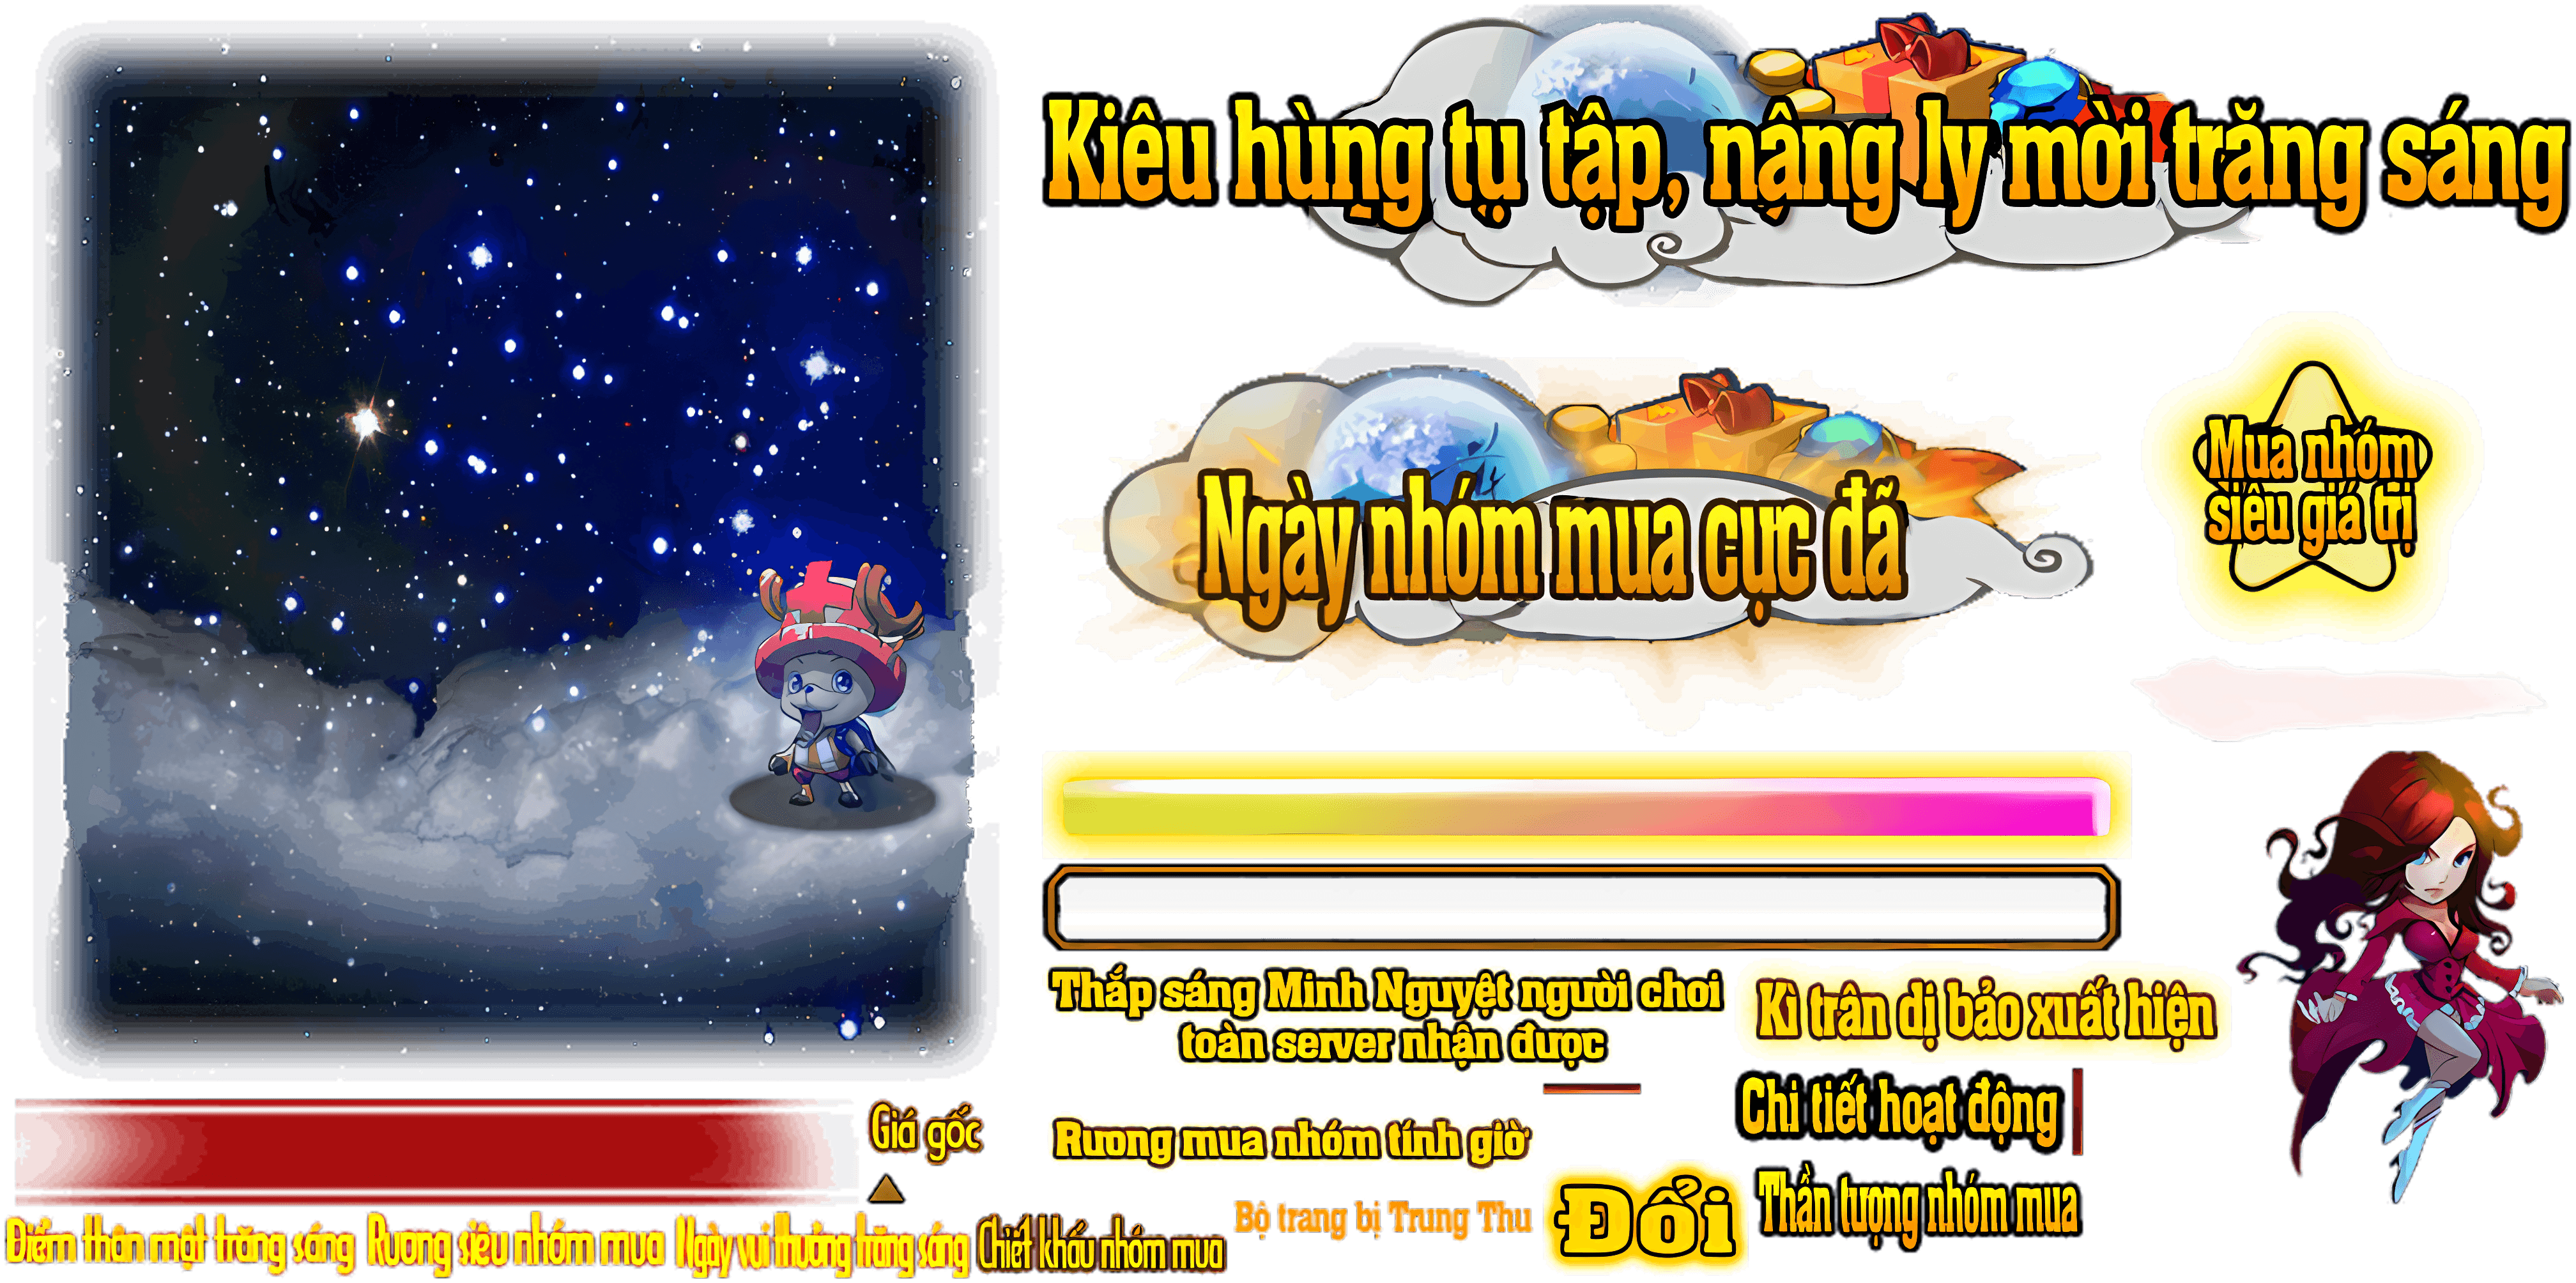 Kiêu hùng tụ tập, nâng ly mời trăng sáng
Ngày nhóm mua cực đã
Mua nhóm
siêu giá trị
Thắp sáng Minh Nguyệt người chơi
toàn server nhận được
Kì trân dị bảo xuất hiện
Chi tiết hoạt động
Giá gốc
Rương mua nhóm tính giờ
Thần tượng nhóm mua
Bộ trang bị Trung Thu
Đổi
Điểm thân mật trăng sáng
Rương siêu nhóm mua
Ngày vui thưởng trăng sáng
Chiết khấu nhóm mua